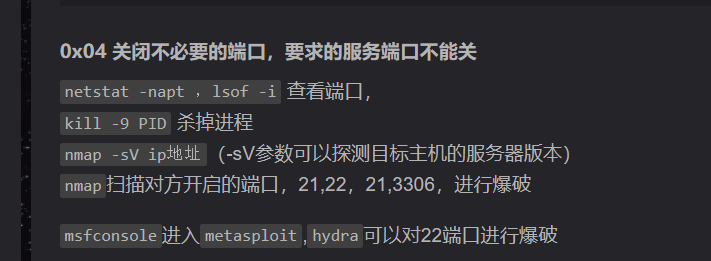 0x04 关闭不必要的端口，要求的服务端口不能关
netstat -napt ，lsof -i 查看端口，
kill -9 PID 杀掉进程
nmap -sV ip地址（-sV参数可以探测目标主机的服务器版本）
nmap扫描对方开启的端口，21,22，21,3306，进行爆破
msfconsole进入metasploit,hydra可以对22端口进行爆破